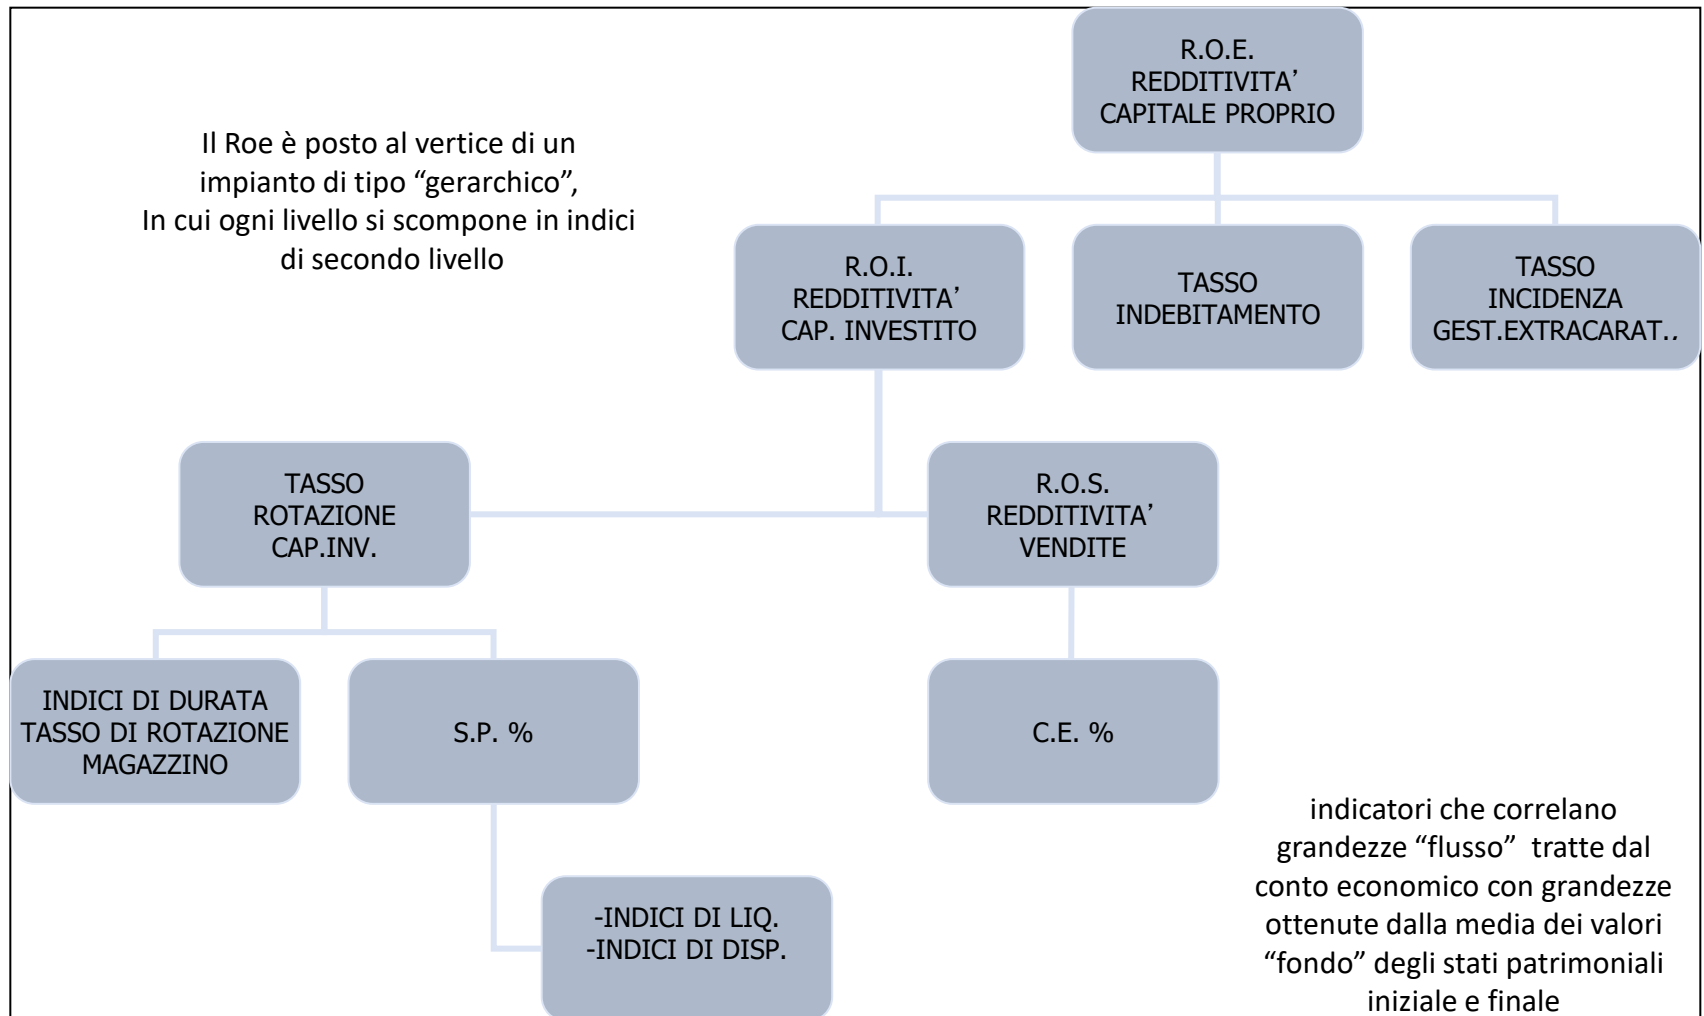 R.O.E.
REDDITIVITA’
CAPITALE PROPRIO
Il Roe è posto al vertice di un
impianto di tipo “gerarchico”,
In cui ogni livello si scompone in indici
di secondo livello
R.O.I.
REDDITIVITA’
CAP. INVESTITO
TASSO
INDEBITAMENTO
TASSO
INCIDENZA
GEST.EXTRACARAT..
TASSO
ROTAZIONE
CAP.INV.
R.O.S.
REDDITIVITA’
VENDITE
INDICI DI DURATA
TASSO DI ROTAZIONE
MAGAZZINO
S.P. %
C.E. %
-INDICI DI LIQ.
-INDICI DI DISP.
indicatori che correlano
grandezze “flusso” tratte dal
conto economico con grandezze
ottenute dalla media dei valori
“fondo” degli stati patrimoniali
iniziale e finale